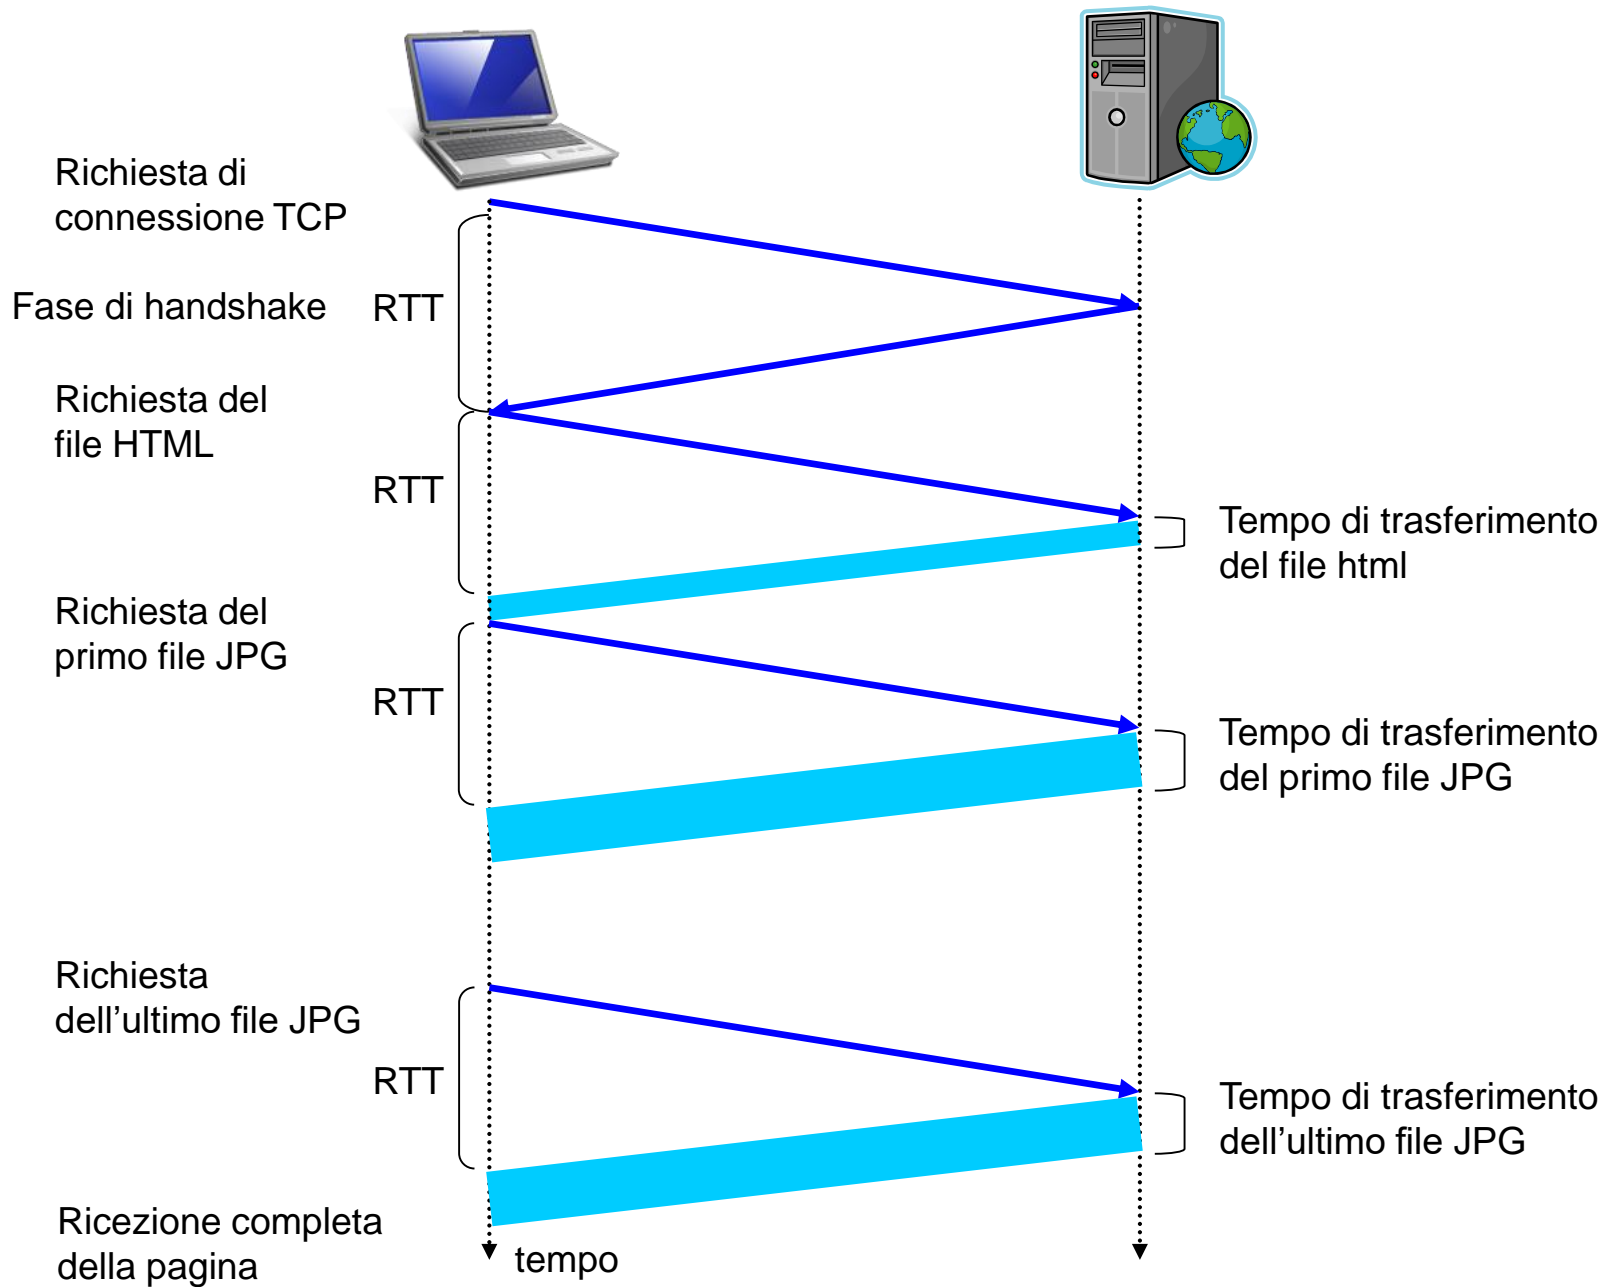 Richiesta di
connessione TCP
Fase di handshake
RTT
Richiesta del
file HTML
RTT
Tempo di trasferimento
del file html
Richiesta del
primo file JPG
RTT
Tempo di trasferimento
del primo file JPG
Richiesta
dell’ultimo file JPG
RTT
Tempo di trasferimento
dell’ultimo file JPG
Ricezione completa
della pagina
tempo